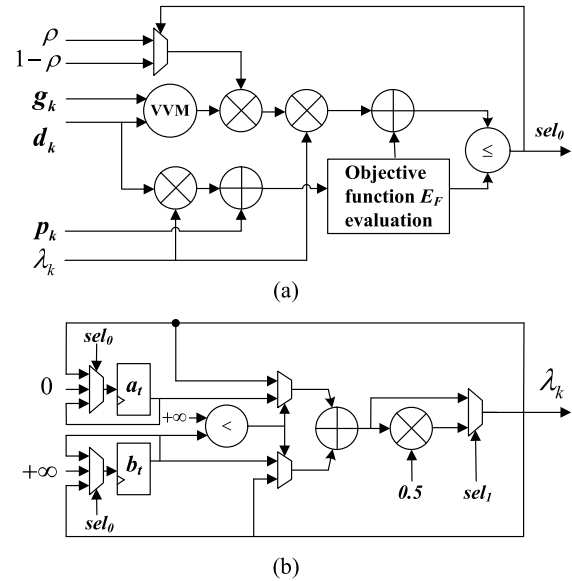 ρ
1−ρ
g_k
VVM
d_k
sel_0
≤
Objective
function E_F
evaluation
p_k
λ_k
(a)
sel_0
0
a_t
λ_k
+∞
<
b_t
+∞
0.5
sel_1
sel_0
(b)